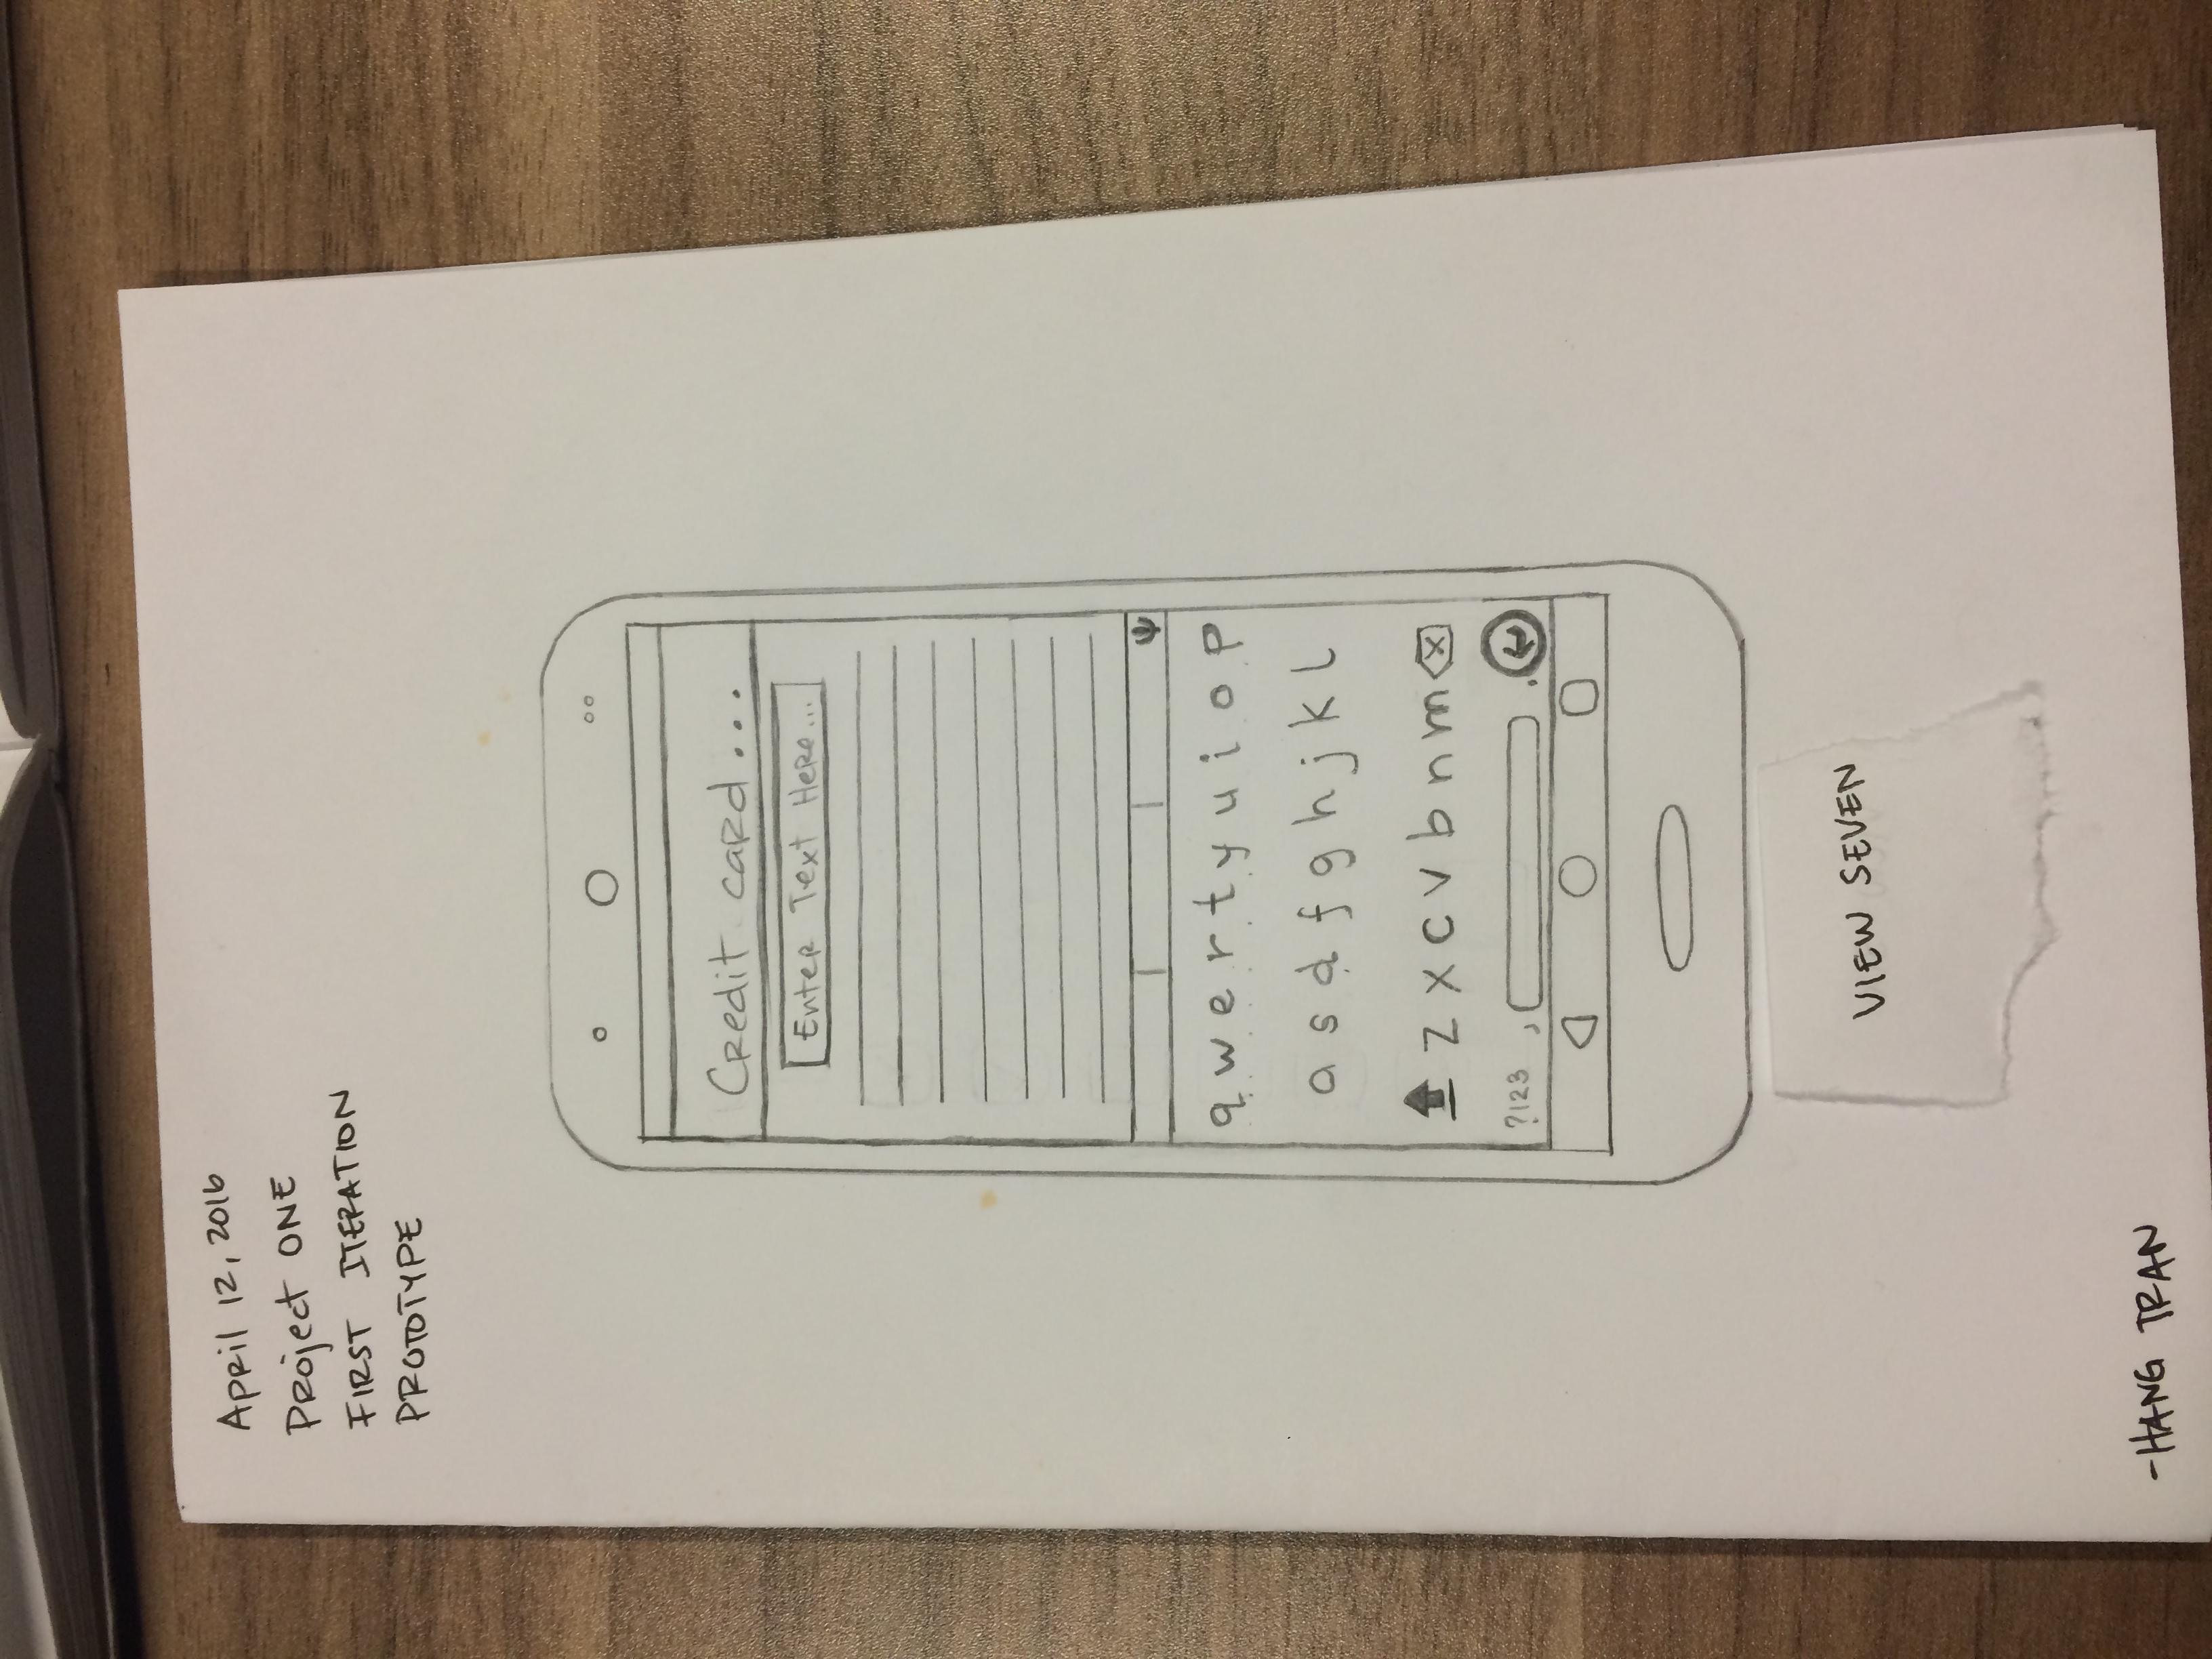 April 12, 2016
Project ONE
FIRST ITERATION
PROTOTYPE
Credit card...
Enter Text Here...
q w e r t y u i o p
a s d f g h j k l
z x c v b n m x
?123 , .
VIEW SEVEN
-HANG TRAN